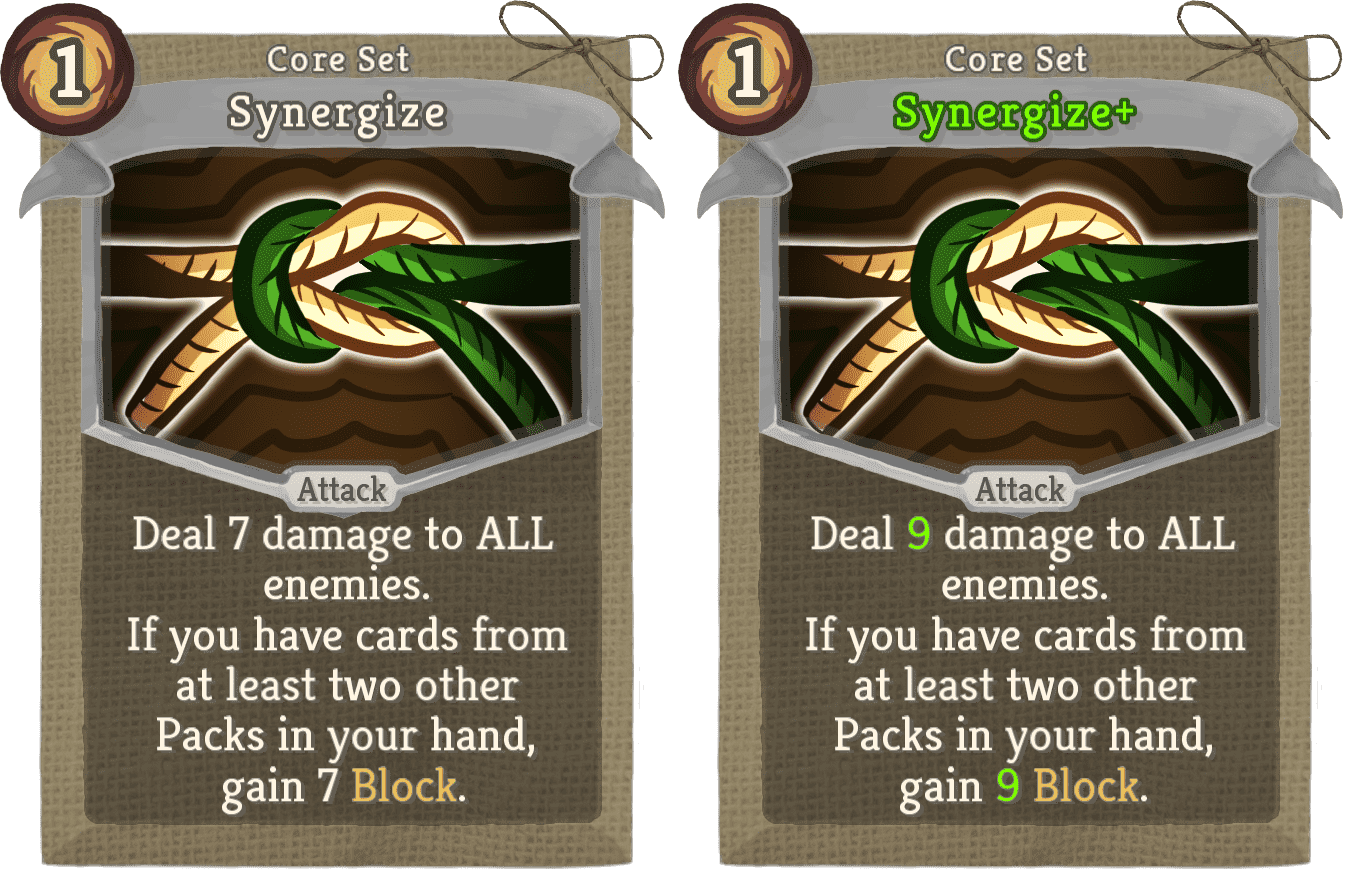 1
Core Set
Synergize
Attack
Deal 7 damage to ALL
enemies.
If you have cards from
at least two other
Packs in your hand,
gain 7 Block.
1
Core Set
Synergize+
Attack
Deal 9 damage to ALL
enemies.
If you have cards from
at least two other
Packs in your hand,
gain 9 Block.